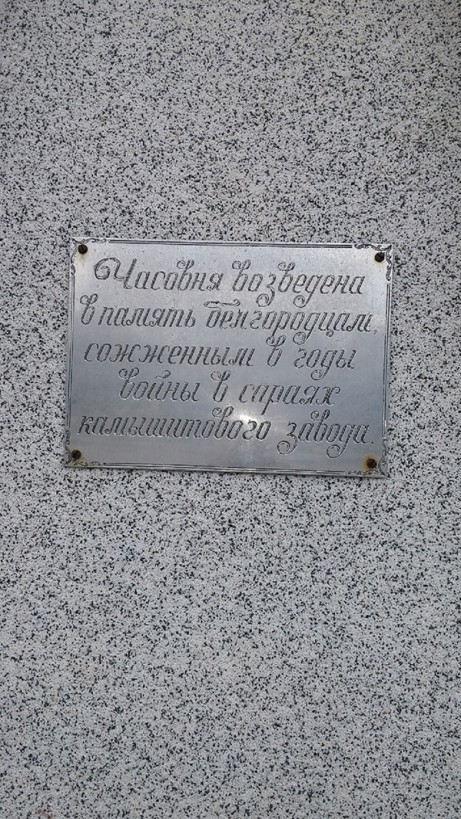 Часовня возведена
в память белгородцам,
сожженным в годы
войны в сараях
камышитового завода.